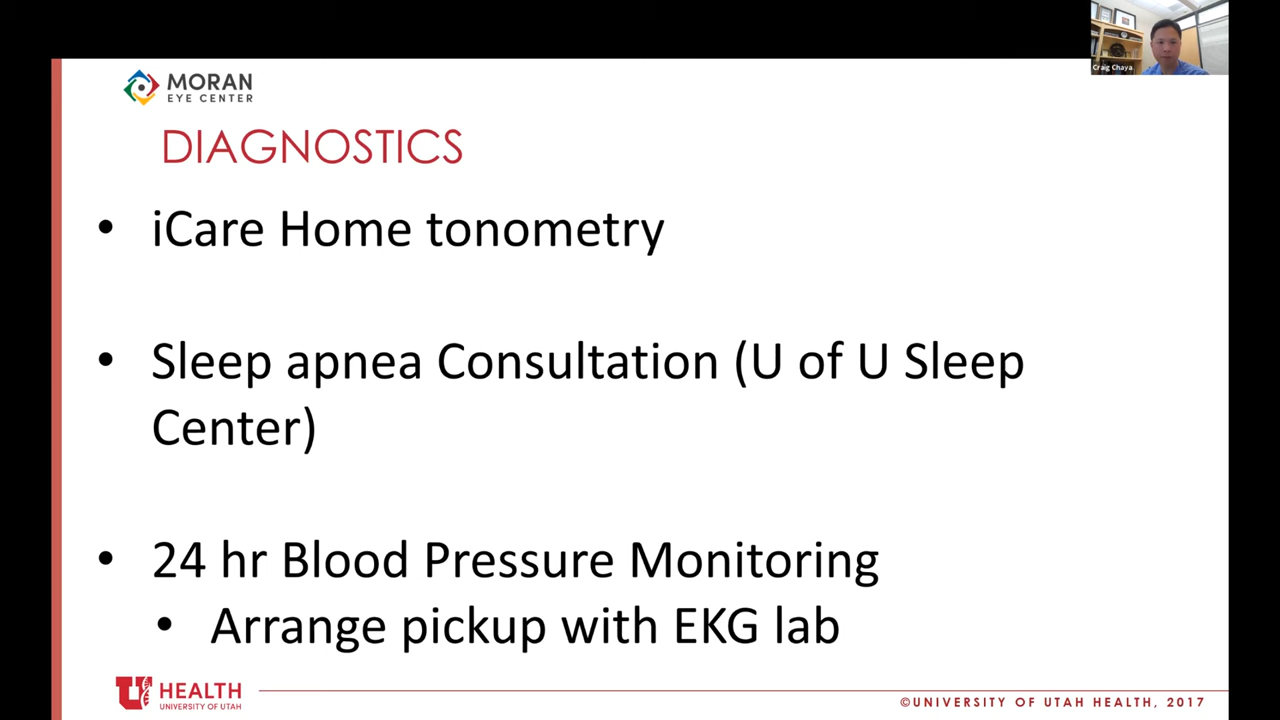 Craig Chaya
MORAN
EYE CENTER
DIAGNOSTICS
• iCare Home tonometry
• Sleep apnea Consultation (U of U Sleep
Center)
• 24 hr Blood Pressure Monitoring
• Arrange pickup with EKG lab
U HEALTH
UNIVERSITY OF UTAH
©UNIVERSITY OF UTAH HEALTH, 2017